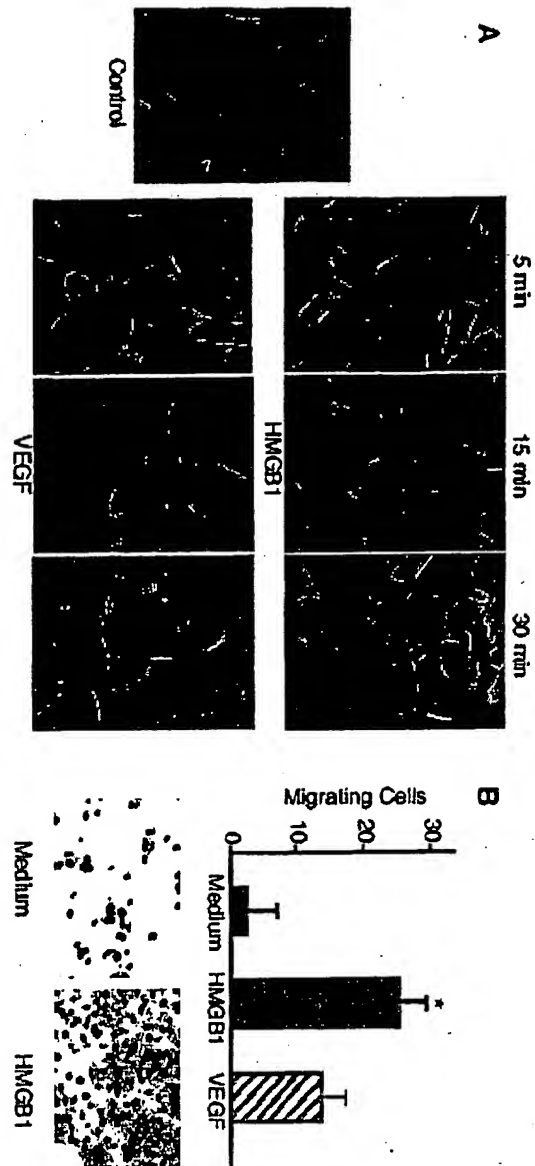 A
5 min
15 min
30 min
HMGB1
Control
VEGF
B
Migrating Cells
30
20
10
0
Medium
HMGB1
VEGF
*
Medium
HMGB1